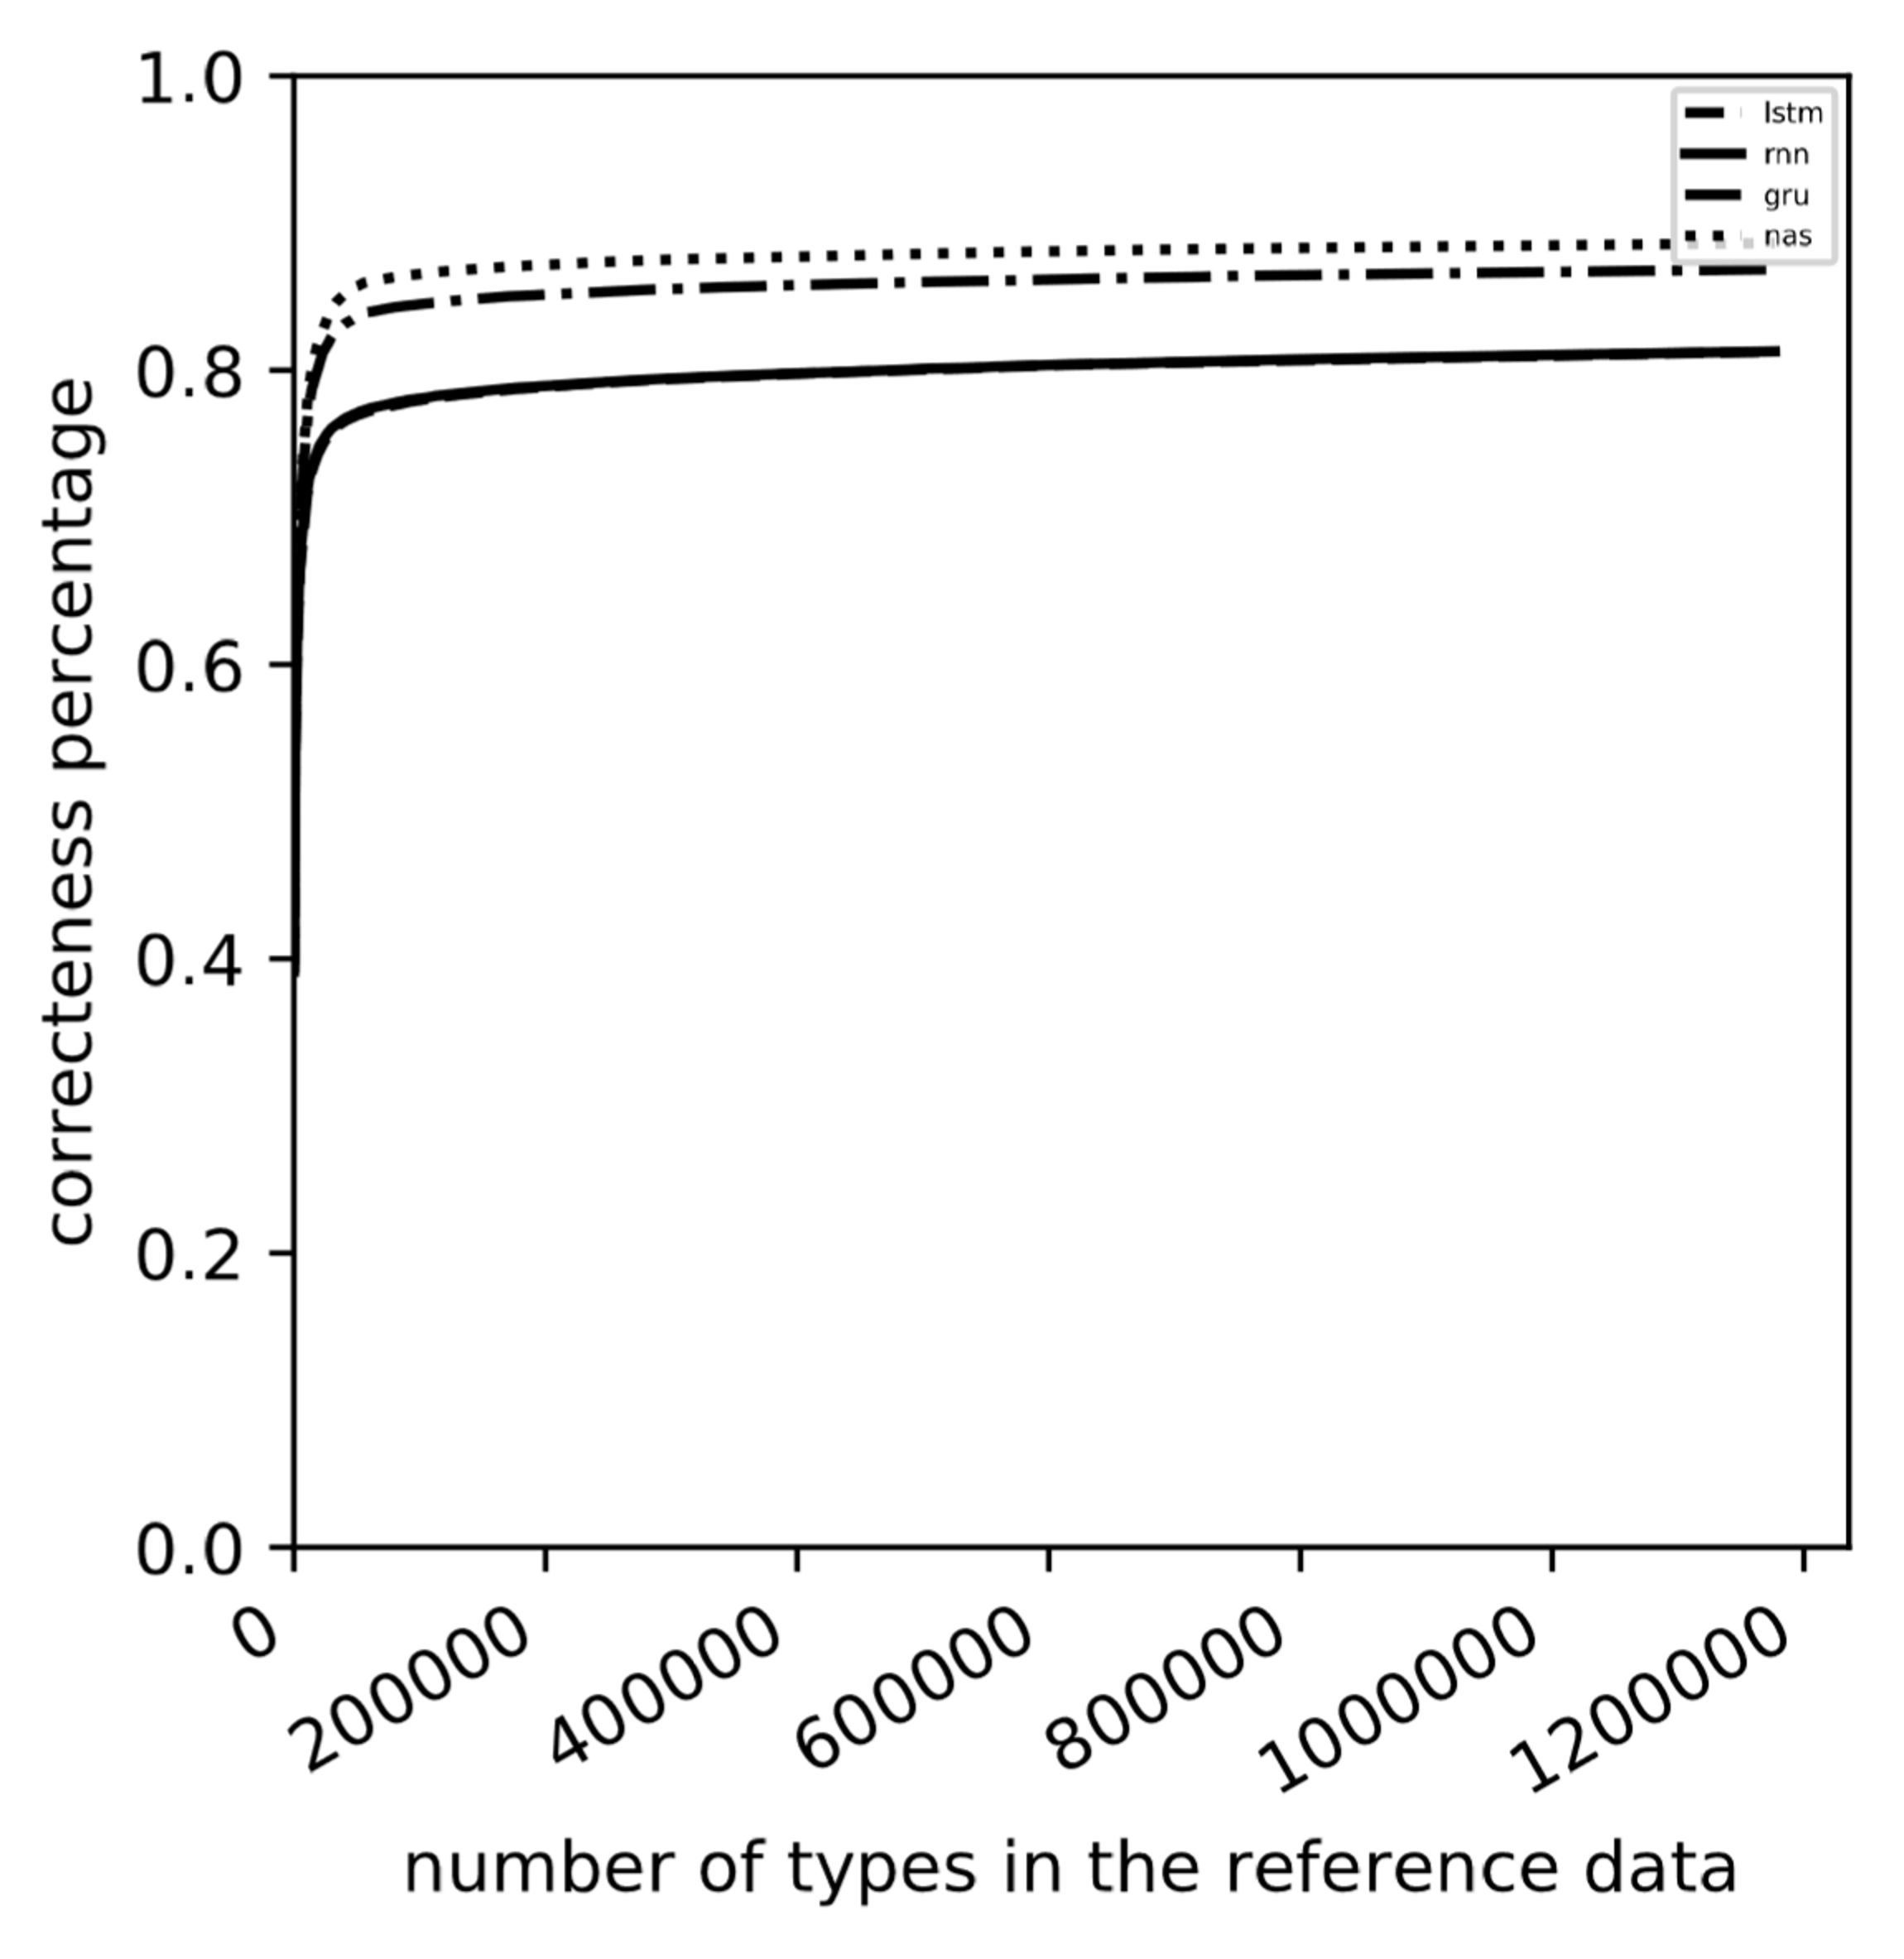 1.0
0.8
0.6
0.4
0.2
0.0
correcteness percentage
lstm
rnn
gru
nas
0
200000
400000
600000
800000
1000000
1200000
number of types in the reference data